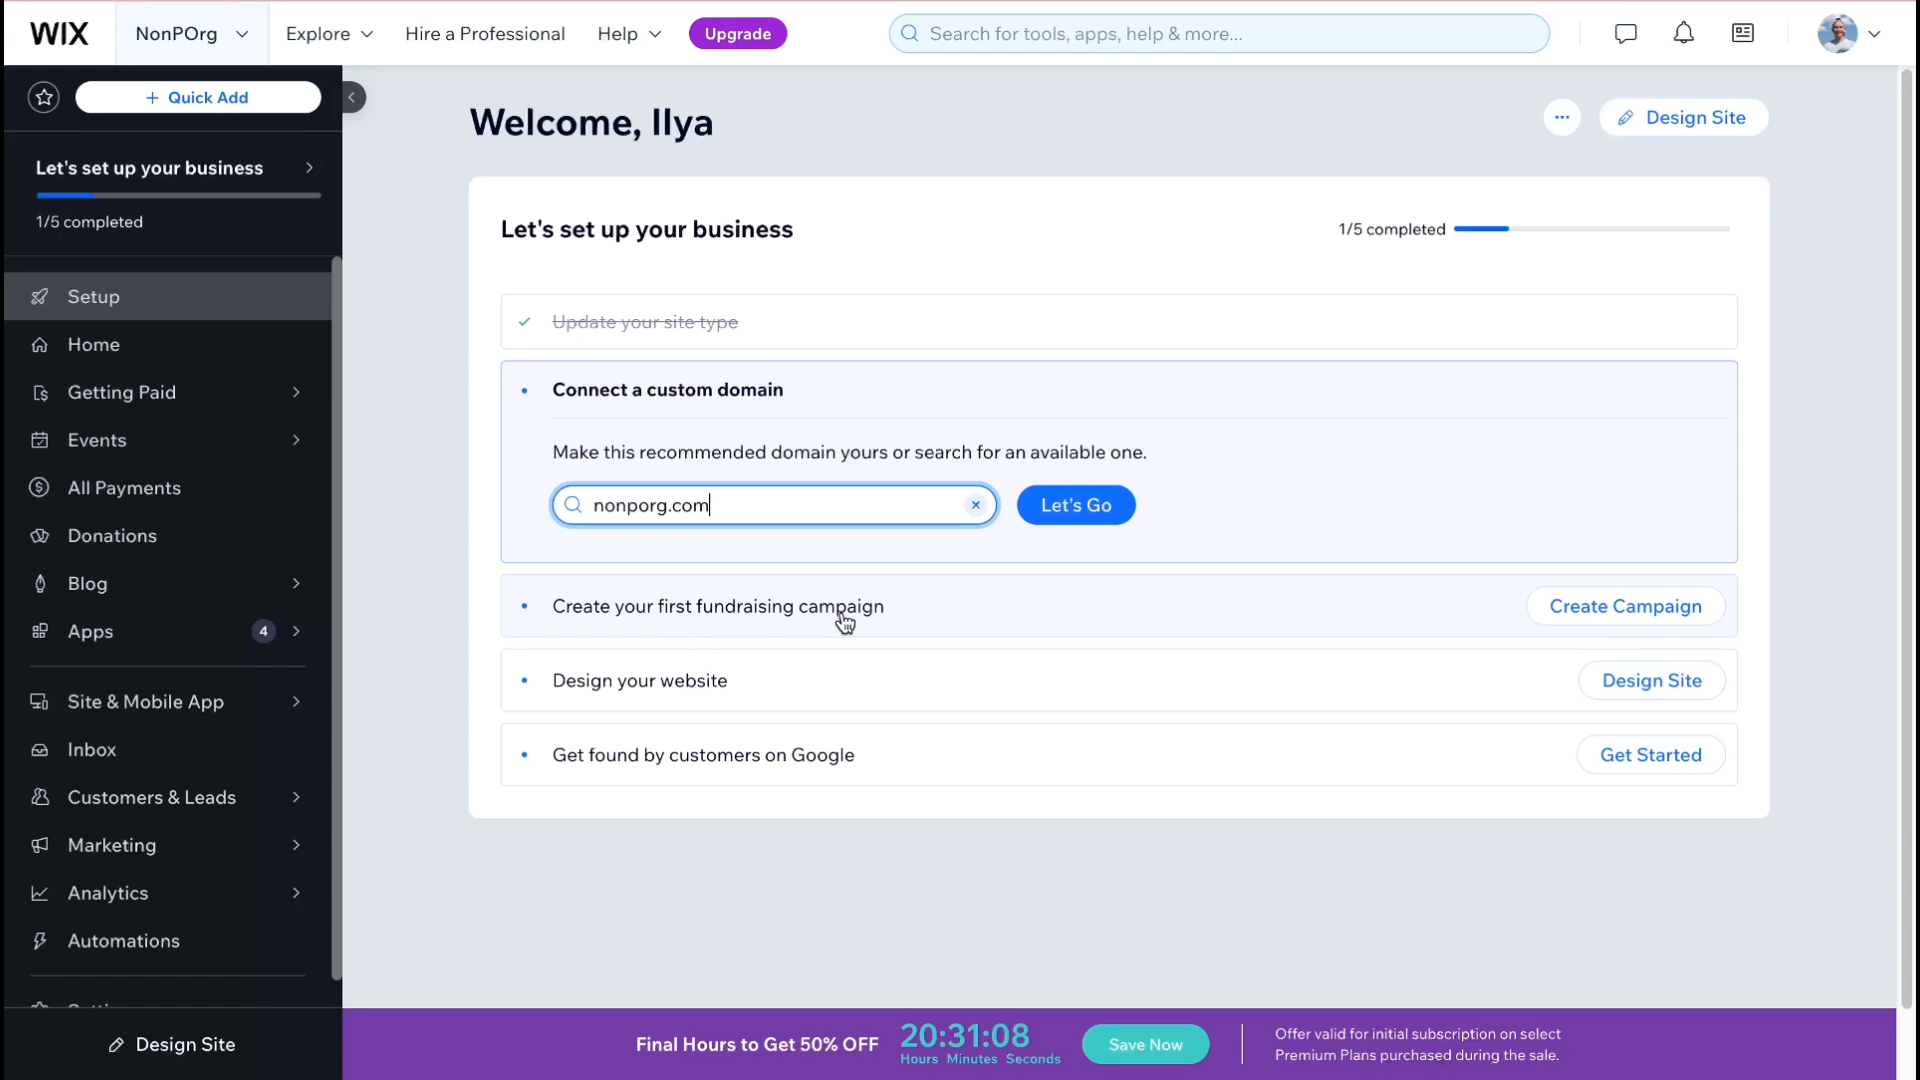 WIX
NonPOrg
Explore
Hire a Professional
Help
Upgrade
Search for tools, apps, help & more...
+ Quick Add
Let's set up your business
1/5 completed
Setup
Home
Getting Paid
Events
All Payments
Donations
Blog
Apps 4
Site & Mobile App
Inbox
Customers & Leads
Marketing
Analytics
Automations
Design Site
Welcome, Ilya
Design Site
Let's set up your business
1/5 completed
Update your site type
Connect a custom domain
Make this recommended domain yours or search for an available one.
nonporg.com
Let's Go
Create your first fundraising campaign
Create Campaign
Design your website
Design Site
Get found by customers on Google
Get Started
Final Hours to Get 50% OFF
20:31:08
Hours Minutes Seconds
Save Now
Offer valid for initial subscription on select
Premium Plans purchased during the sale.